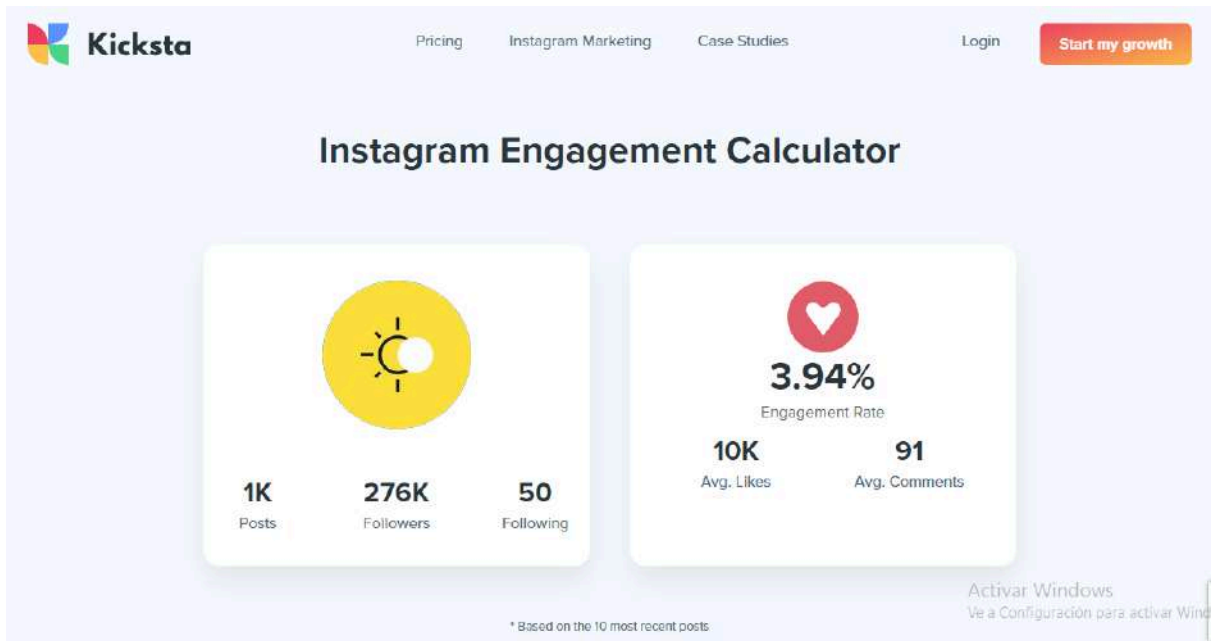 Kicksta
Pricing Instagram Marketing Case Studies Login Start my growth
Instagram Engagement Calculator
1K 276K 50
Posts Followers Following
3.94%
Engagement Rate
10K 91
Avg. Likes Avg. Comments
* Based on the 10 most recent posts
Activar Windows
Ve a Configuración para activar Wind